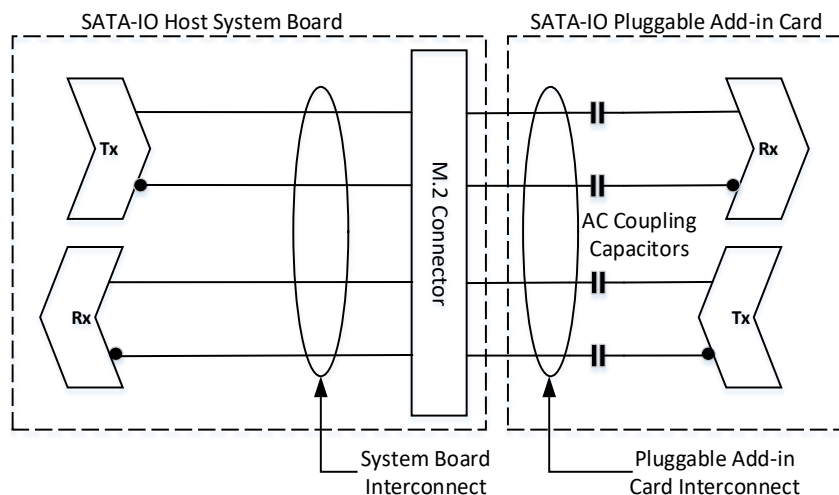 SATA-IO Host System Board
SATA-IO Pluggable Add-in Card
Tx
Rx
M.2 Connector
AC Coupling
Capacitors
Rx
Tx
System Board
Interconnect
Pluggable Add-in
Card Interconnect